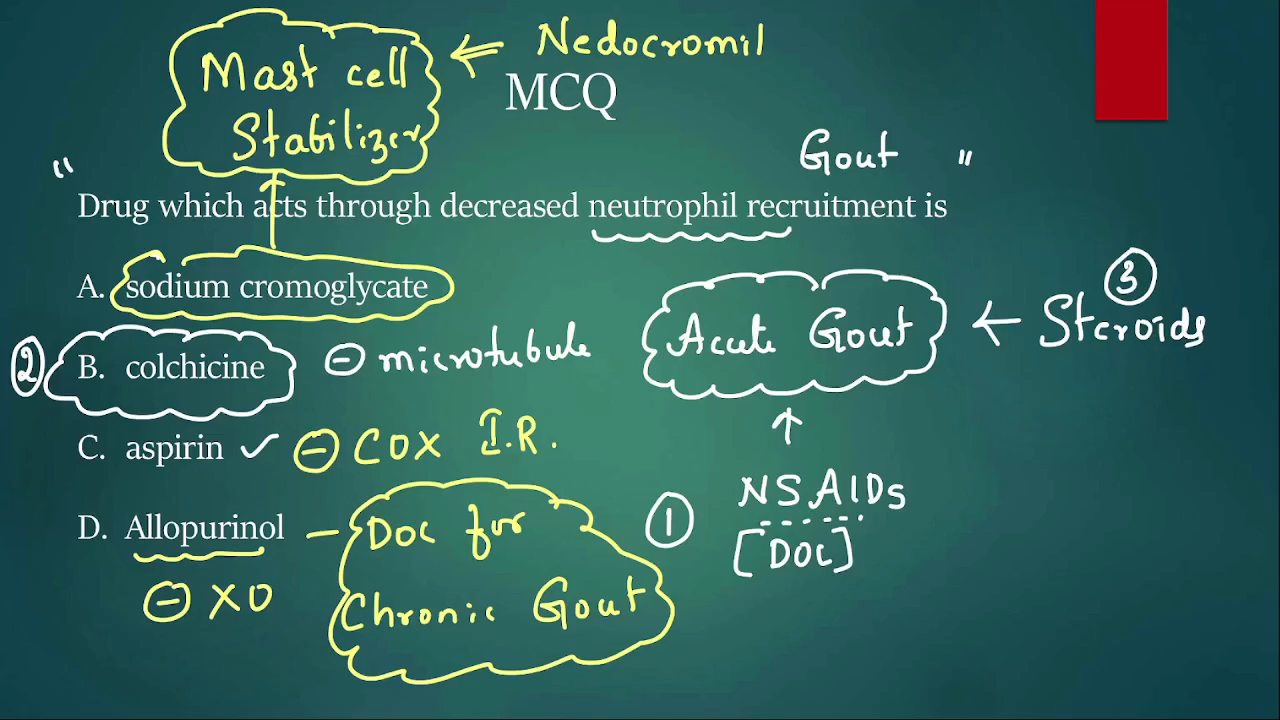 Mast cell
Stabilizer
← Nedocromil
MCQ
" Gout "
Drug which acts through decreased neutrophil recruitment is
A. sodium cromoglycate
② B. colchicine ⊖ microtubule
Acute Gout ← Steroids ③
C. aspirin ✓ ⊖ COX I.R.
① NSAIDs
[DOC]
D. Allopurinol – Doc for
Chronic Gout
⊖ XO